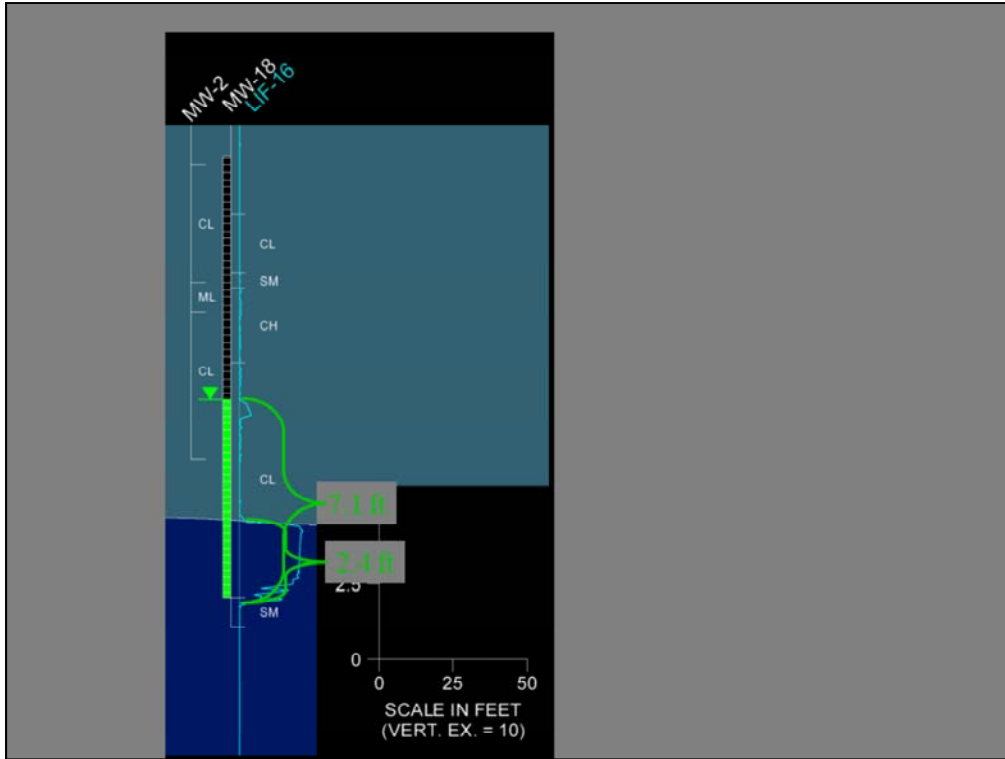 MW-2
MW-18
LIF-16
CL
CL
SM
ML
CH
CL
CL
7.1 ft
2.4 ft
2.5
SM
0
0 25 50
SCALE IN FEET
(VERT. EX. = 10)